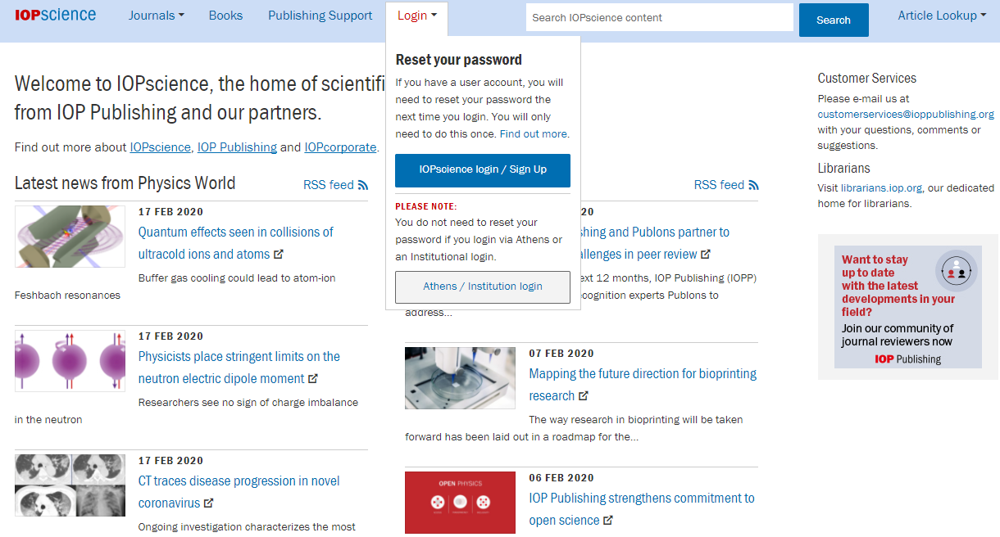 IOPscience Journals Books Publishing Support Login Search IOPscience content Search Article Lookup
Reset your password
If you have a user account, you will
need to reset your password the
next time you login. You will only
need to do this once. Find out more.
IOPscience login / Sign Up
PLEASE NOTE:
You do not need to reset your
password if you login via Athens or
an Institutional login.
Athens / Institution login
Welcome to IOPscience, the home of scientifi
from IOP Publishing and our partners.
Find out more about IOPscience, IOP Publishing and IOPcorporate.
Latest news from Physics World RSS feed
17 FEB 2020
Quantum effects seen in collisions of
ultracold ions and atoms
Buffer gas cooling could lead to atom-ion
Feshbach resonances
17 FEB 2020
Physicists place stringent limits on the
neutron electric dipole moment
Researchers see no sign of charge imbalance
in the neutron
17 FEB 2020
CT traces disease progression in novel
coronavirus
Ongoing investigation characterizes the most
RSS feed
20
shing and Publons partner to
allenges in peer review
ext 12 months, IOP Publishing (IOPP)
cognition experts Publons to
address...
07 FEB 2020
Mapping the future direction for bioprinting
research
The way research in bioprinting will be taken
forward has been laid out in a roadmap for the...
OPEN PHYSICS
06 FEB 2020
IOP Publishing strengthens commitment to
open science
Customer Services
Please e-mail us at
customerservices@ioppublishing.org
with your questions, comments or
suggestions.
Librarians
Visit librarians.iop.org, our dedicated
home for librarians.
Want to stay
up to date
with the latest
developments in your
field?
Join our community of
journal reviewers now
IOP Publishing